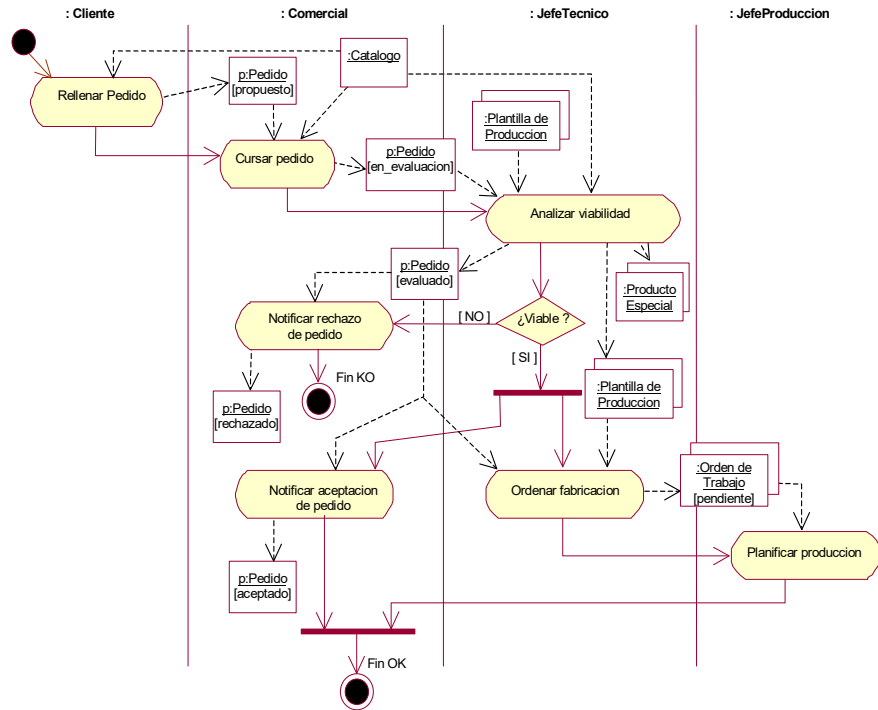 : Cliente
: Comercial
: JefeTecnico
: JefeProduccion
:Catalogo
p:Pedido
[propuesto]
Rellenar Pedido
:Plantilla de
Produccion
Cursar pedido
p:Pedido
[en_evaluacion]
Analizar viabilidad
p:Pedido
[evaluado]
:Producto
Especial
Notificar rechazo
de pedido
[ NO ]
¿Viable ?
[ SI ]
Fin KO
p:Pedido
[rechazado]
:Plantilla de
Produccion
:Orden de
Trabajo
[pendiente]
Notificar aceptacion
de pedido
Ordenar fabricacion
Planificar produccion
p:Pedido
[aceptado]
Fin OK